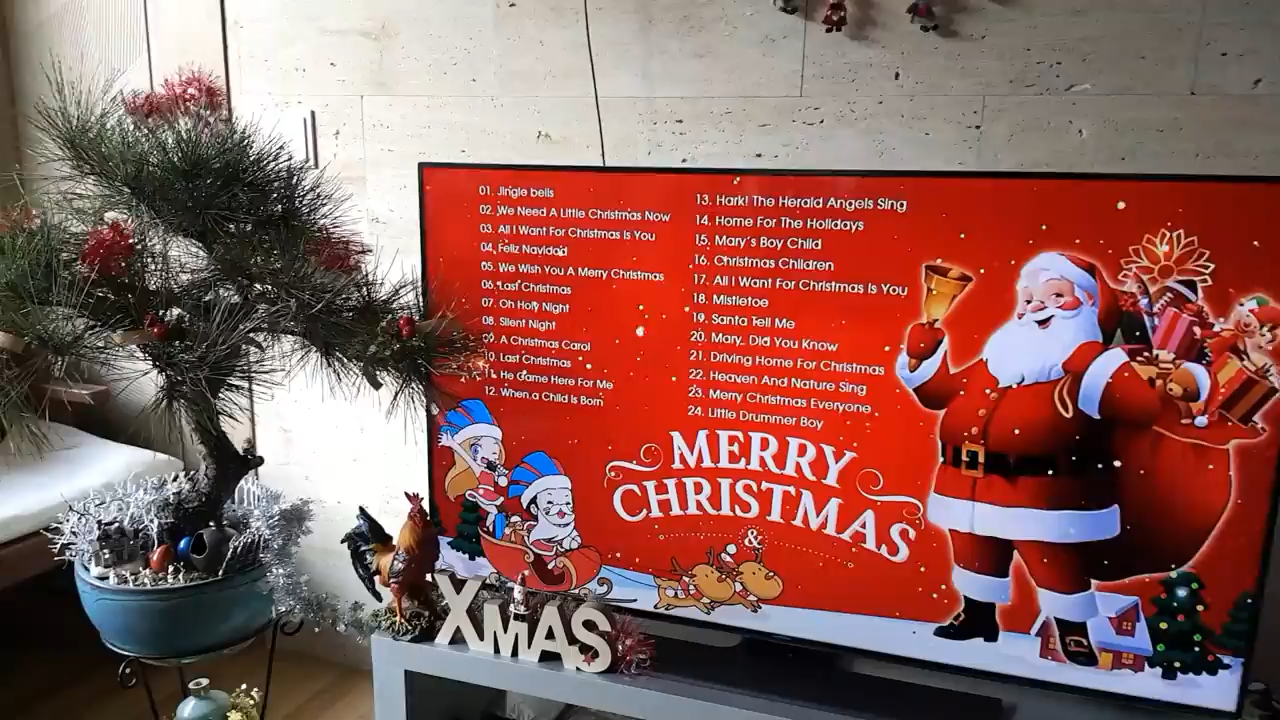 01. Jingle bells
02. We Need A Little Christmas Now
03. All I Want For Christmas Is You
04. Feliz Navidad
05. We Wish You A Merry Christmas
06. Last Christmas
07. Oh Holy Night
08. Silent Night
09. A Christmas Carol
10. Last Christmas
11. He Came Here For Me
12. When a Child Is Born
13. Hark! The Herald Angels Sing
14. Home For The Holidays
15. Mary's Boy Child
16. Christmas Children
17. All I Want For Christmas Is You
18. Mistletoe
19. Santa Tell Me
20. Mary, Did You Know
21. Driving Home For Christmas
22. Heaven And Nature Sing
23. Merry Christmas Everyone
24. Little Drummer Boy
MERRY
CHRISTMAS
&
XMAS